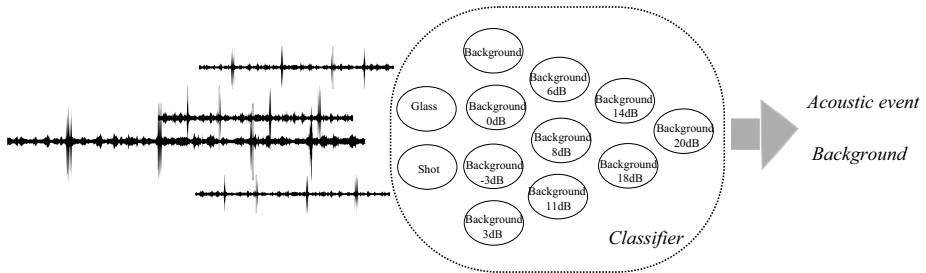 Background
Background
6dB
Glass
Background
0dB
Background
14dB
Background
20dB
Background
8dB
Shot
Background
-3dB
Background
18dB
Background
11dB
Background
3dB
Classifier
Acoustic event
Background